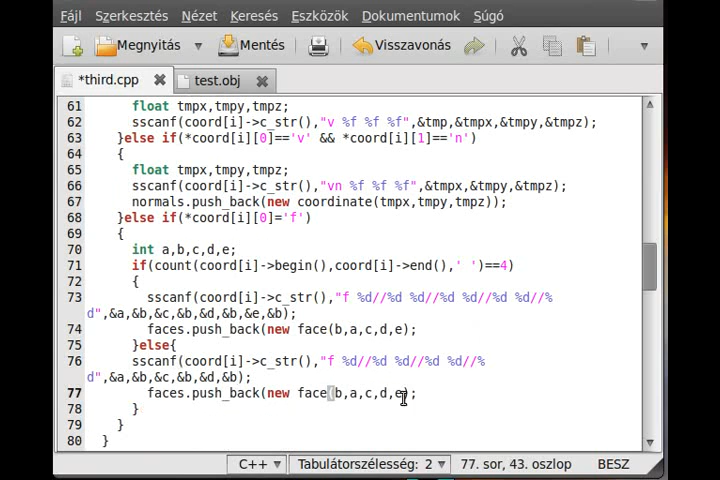 Fájl Szerkesztés Nézet Keresés Eszközök Dokumentumok Súgó
Megnyitás Mentés Visszavonás
*third.cpp test.obj
61 float tmpx,tmpy,tmpz;
62 sscanf(coord[i]->c_str(),"v %f %f %f",&tmp,&tmpx,&tmpy,&tmpz);
63 }else if(*coord[i][0]=='v' && *coord[i][1]=='n')
64 {
65 float tmpx,tmpy,tmpz;
66 sscanf(coord[i]->c_str(),"vn %f %f %f",&tmpx,&tmpy,&tmpz);
67 normals.push_back(new coordinate(tmpx,tmpy,tmpz));
68 }else if(*coord[i][0]='f')
69 {
70 int a,b,c,d,e;
71 if(count(coord[i]->begin(),coord[i]->end(),' ')==4)
72 {
73 sscanf(coord[i]->c_str(),"f %d//%d %d//%d %d//%d %d//%
d",&a,&b,&c,&b,&d,&b,&e,&b);
74 faces.push_back(new face(b,a,c,d,e);
75 }else{
76 sscanf(coord[i]->c_str(),"f %d//%d %d//%d %d//%
d",&a,&b,&c,&b,&d,&b);
77 faces.push_back(new face(b,a,c,d,e);
78 }
79 }
80 }
C++ Tabulátorszélesség: 2 77. sor, 43. oszlop BESZ